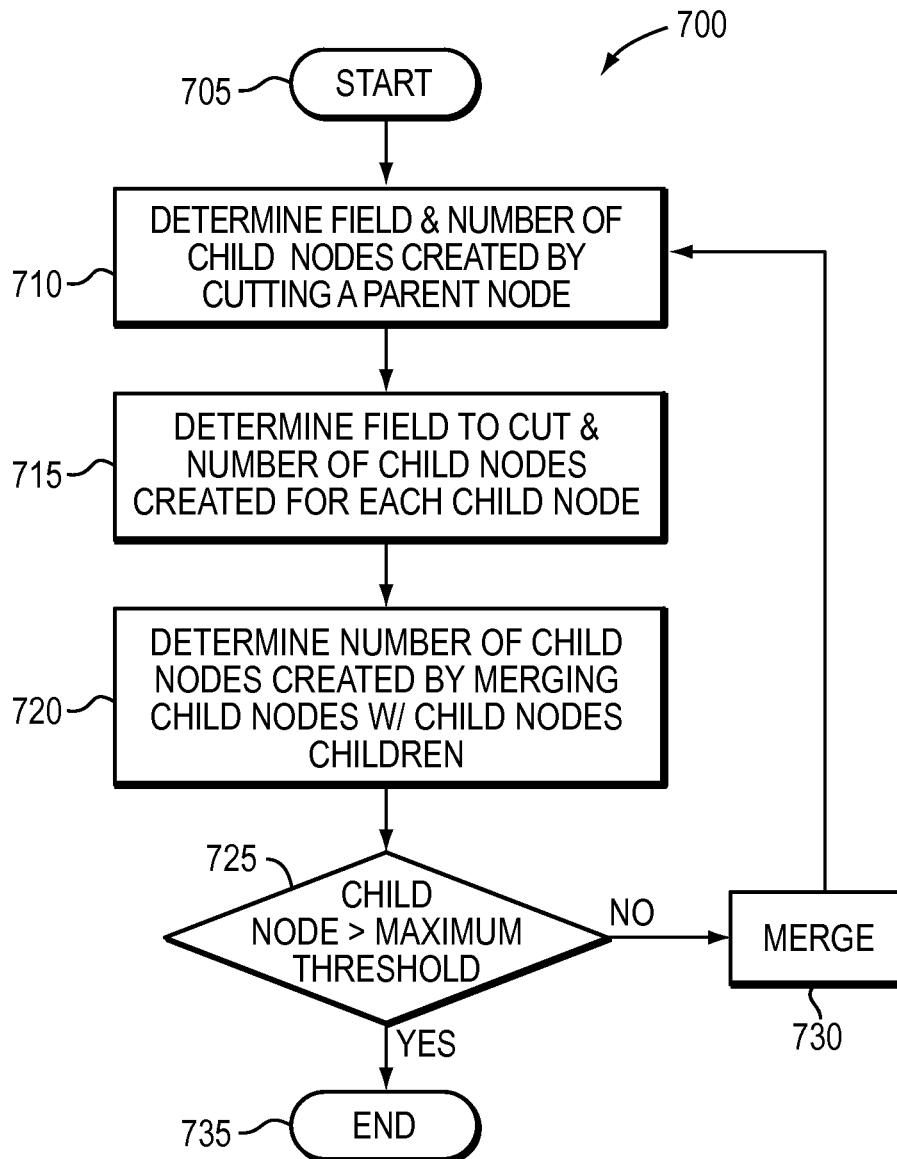 700
705
START
DETERMINE FIELD & NUMBER OF
CHILD NODES CREATED BY
CUTTING A PARENT NODE
710
DETERMINE FIELD TO CUT &
NUMBER OF CHILD NODES
CREATED FOR EACH CHILD NODE
715
DETERMINE NUMBER OF CHILD
NODES CREATED BY MERGING
CHILD NODES W/ CHILD NODES
CHILDREN
720
725
CHILD
NODE > MAXIMUM
THRESHOLD
NO
MERGE
730
YES
735
END